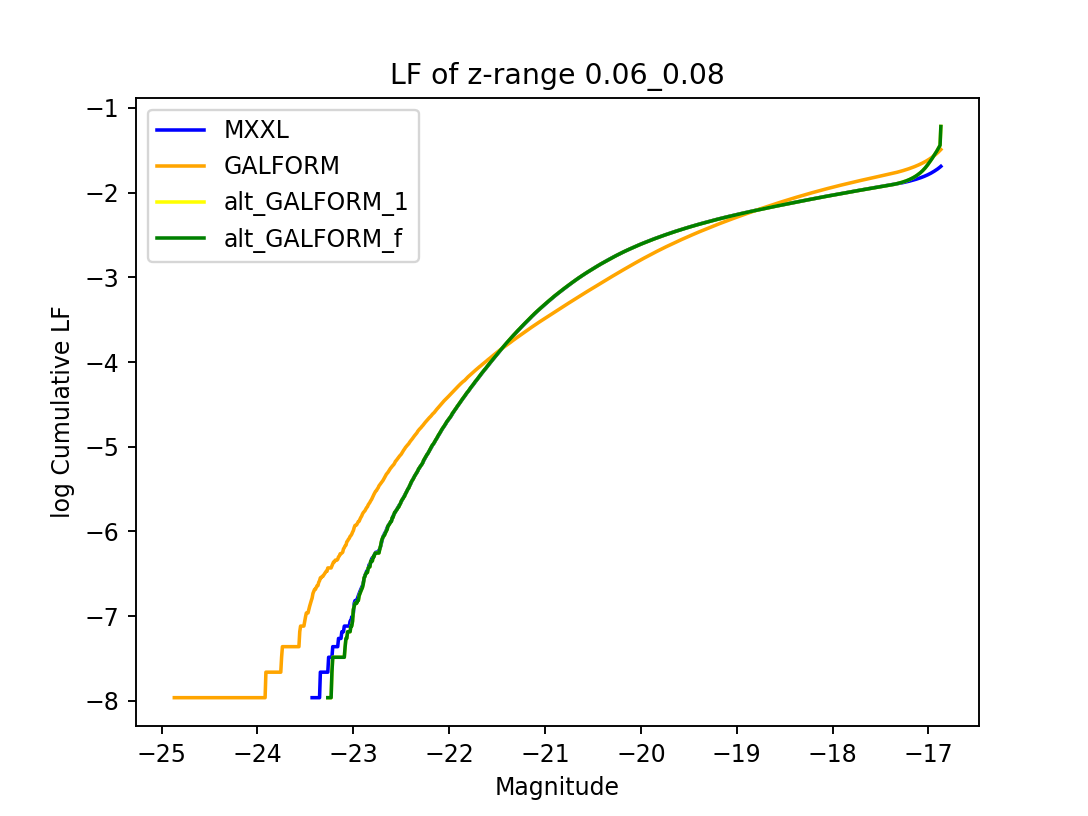 LF of z-range 0.06_0.08
MXXL
GALFORM
alt_GALFORM_1
alt_GALFORM_f
−1
−2
−3
−4
−5
−6
−7
−8
log Cumulative LF
−25 −24 −23 −22 −21 −20 −19 −18 −17
Magnitude